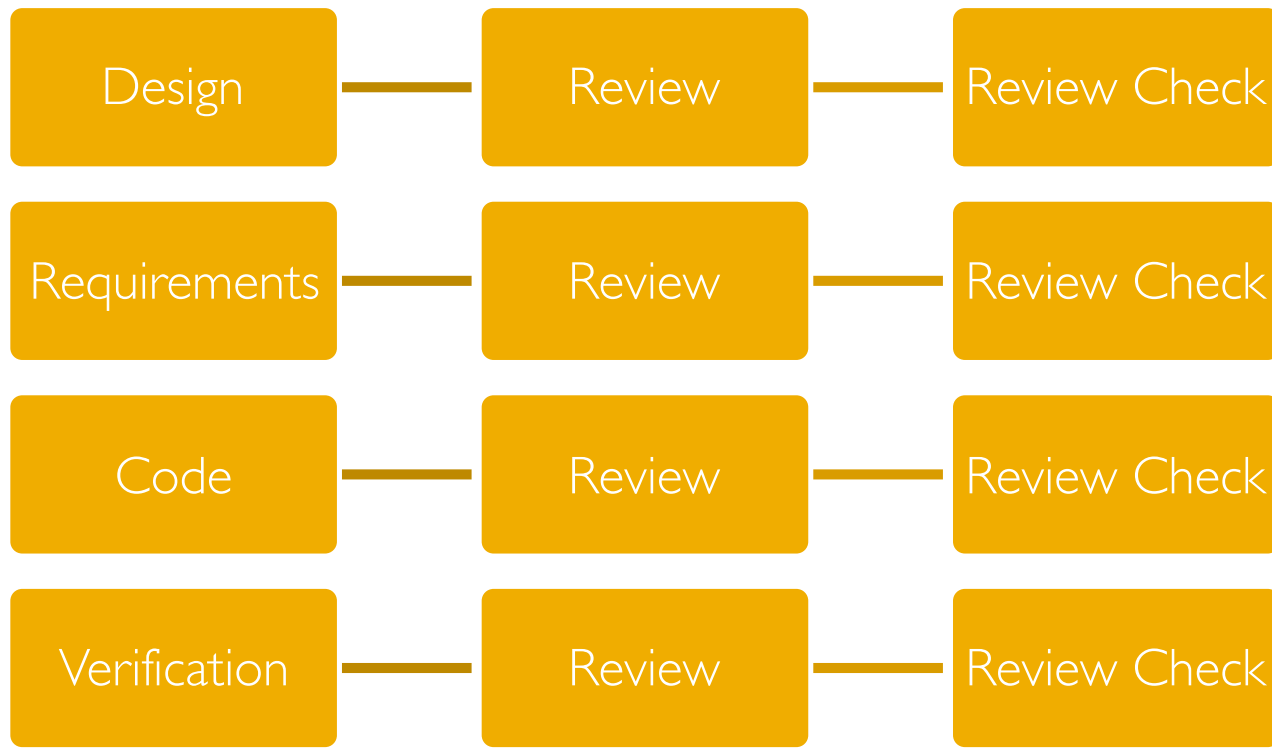 Design
Review
Review Check
Requirements
Review
Review Check
Code
Review
Review Check
Verification
Review
Review Check